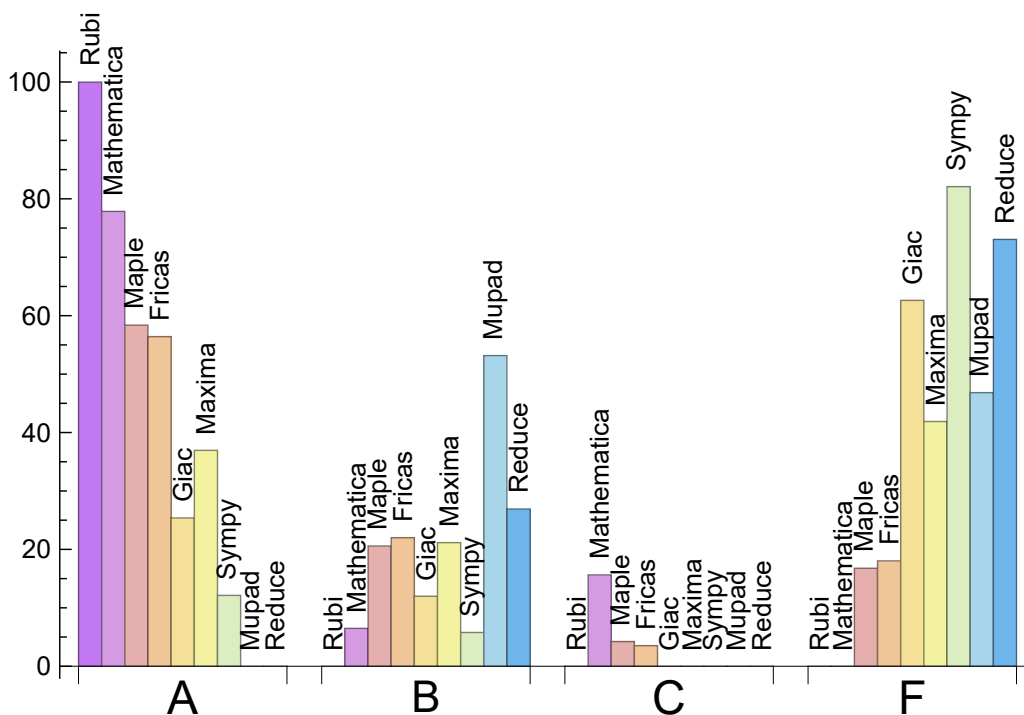 100
80
60
40
20
0
Rubi
Mathematica
Maple
Fricas
Giac
Maxima
Sympy
Mupad
Reduce
Rubi
Mathematica
Maple
Fricas
Giac
Maxima
Sympy
Mupad
Reduce
Rubi
Mathematica
Maple
Fricas
Giac
Maxima
Sympy
Mupad
Reduce
Rubi
Mathematica
Maple
Fricas
Giac
Maxima
Sympy
Mupad
Reduce
A B C F